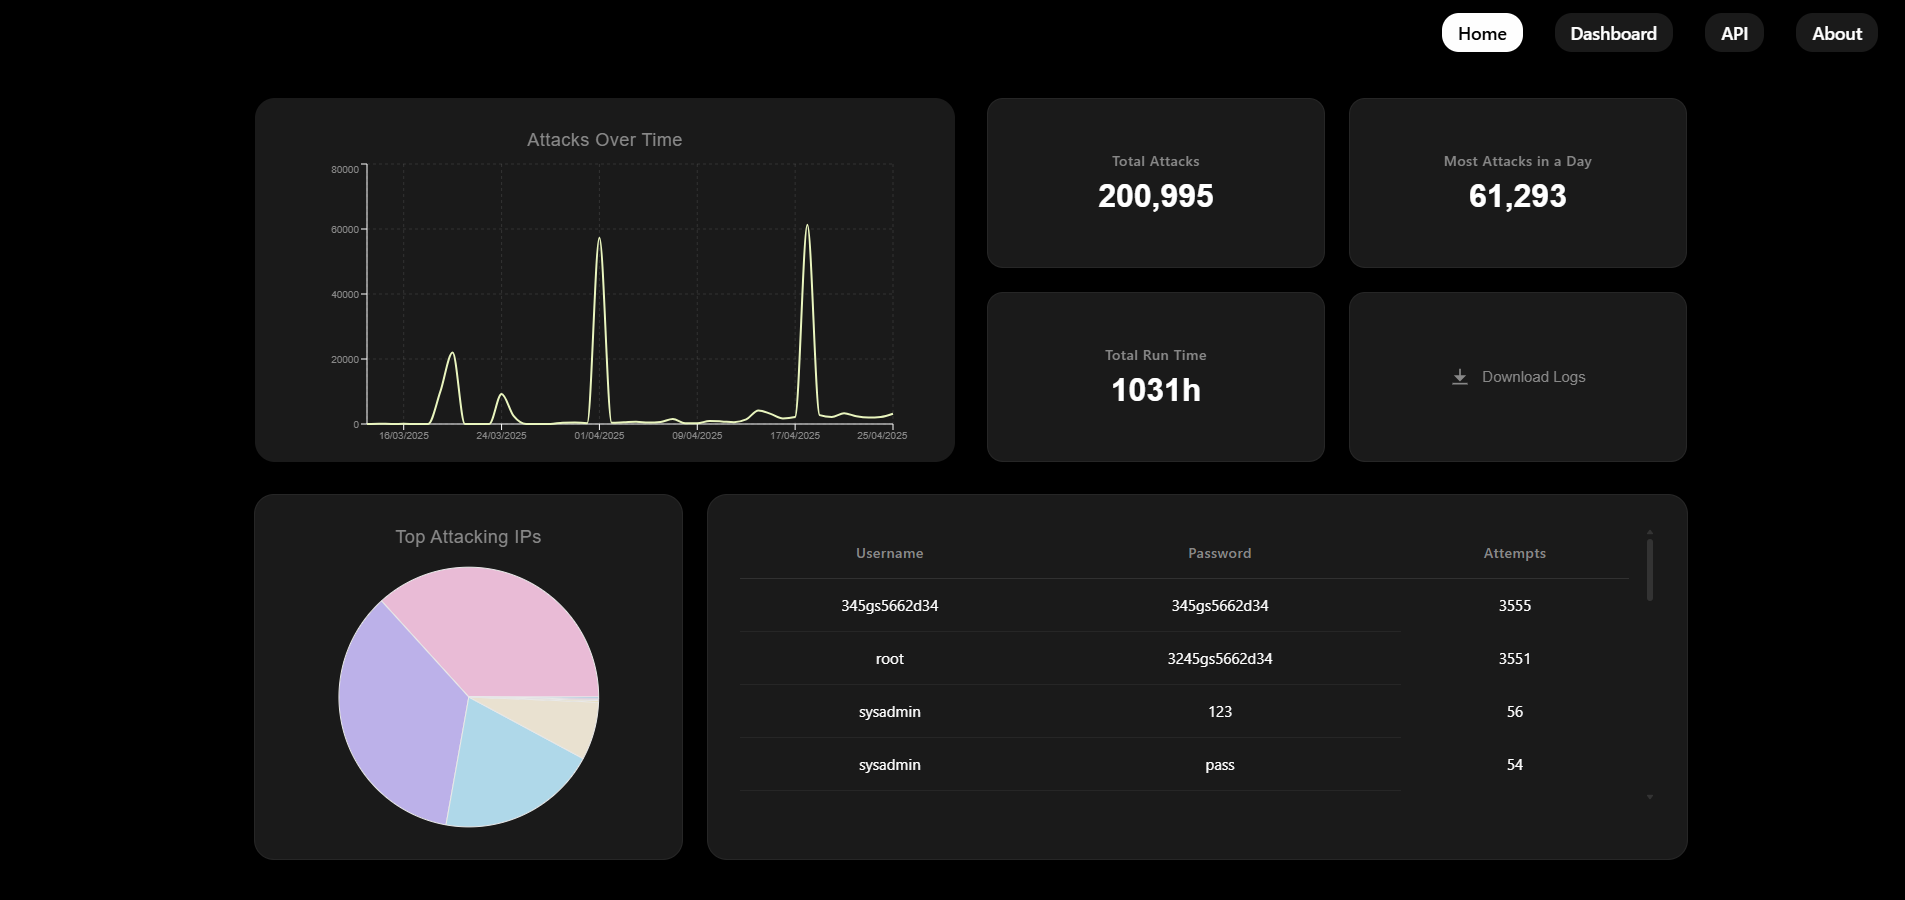 Home Dashboard API About
Attacks Over Time
80000
60000
40000
20000
0
16/03/2025 24/03/2025 01/04/2025 09/04/2025 17/04/2025 25/04/2025
Total Attacks
200,995
Most Attacks in a Day
61,293
Total Run Time
1031h
Download Logs
Top Attacking IPs
Username Password Attempts
345gs5662d34 345gs5662d34 3555
root 3245gs5662d34 3551
sysadmin 123 56
sysadmin pass 54